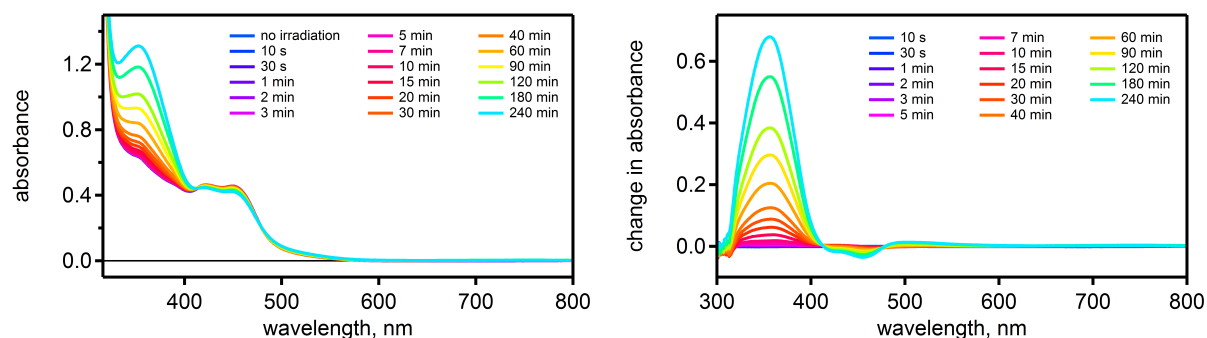 no irradiation
10 s
30 s
1 min
2 min
3 min
5 min
7 min
10 min
15 min
20 min
30 min
40 min
60 min
90 min
120 min
180 min
240 min
absorbance
1.2
0.8
0.4
0.0
400
500
600
700
800
wavelength, nm
10 s
30 s
1 min
2 min
3 min
5 min
7 min
10 min
15 min
20 min
30 min
40 min
60 min
90 min
120 min
180 min
240 min
change in absorbance
0.6
0.4
0.2
0.0
300
400
500
600
700
800
wavelength, nm